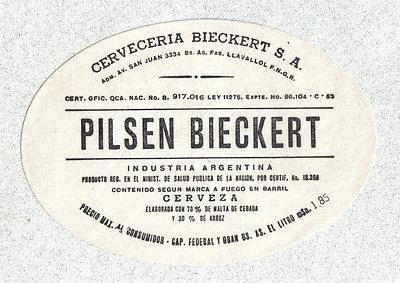 CERVECERIA BIECKERT S. A.
ADM. AV. SAN JUAN 3334 BS. AS. FAB. LLAVALLOL F.N.G.R.
CERT. OFIC. QCA. NAC. No. B. 917.016 LEY 11275. EXPTE. No. 86.104 - C - 53
PILSEN BIECKERT
INDUSTRIA ARGENTINA
PRODUCTO REG. EN EL MINIST. DE SALUD PUBLICA DE LA NACION, POR CERTIF. No. 18.388
CONTENIDO SEGUN MARCA A FUEGO EN BARRIL
CERVEZA
ELABORADA CON 70 % DE MALTA DE CEBADA
Y 30 % DE ARROZ
PRECIO MAX. AL CONSUMIDOR - CAP. FEDERAL Y GRAN BS. AS. EL LITRO m$n. 1,85